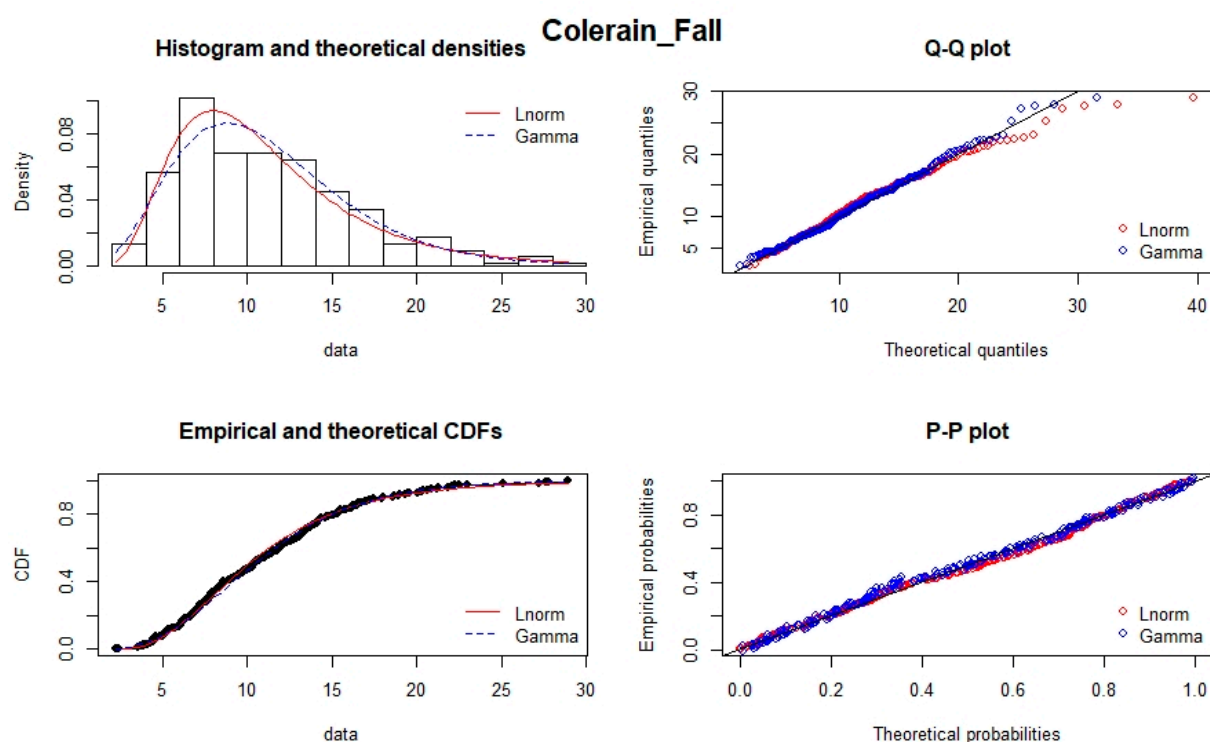 Colerain_Fall
Histogram and theoretical densities
Density
0.00
0.04
0.08
5
10
15
20
25
30
data
Lnorm
Gamma
Q-Q plot
Empirical quantiles
5
10
20
30
10
20
30
40
Theoretical quantiles
Lnorm
Gamma
Empirical and theoretical CDFs
CDF
0.0
0.4
0.8
5
10
15
20
25
30
data
Lnorm
Gamma
P-P plot
Empirical probabilities
0.0
0.4
0.8
0.0
0.2
0.4
0.6
0.8
1.0
Theoretical probabilities
Lnorm
Gamma